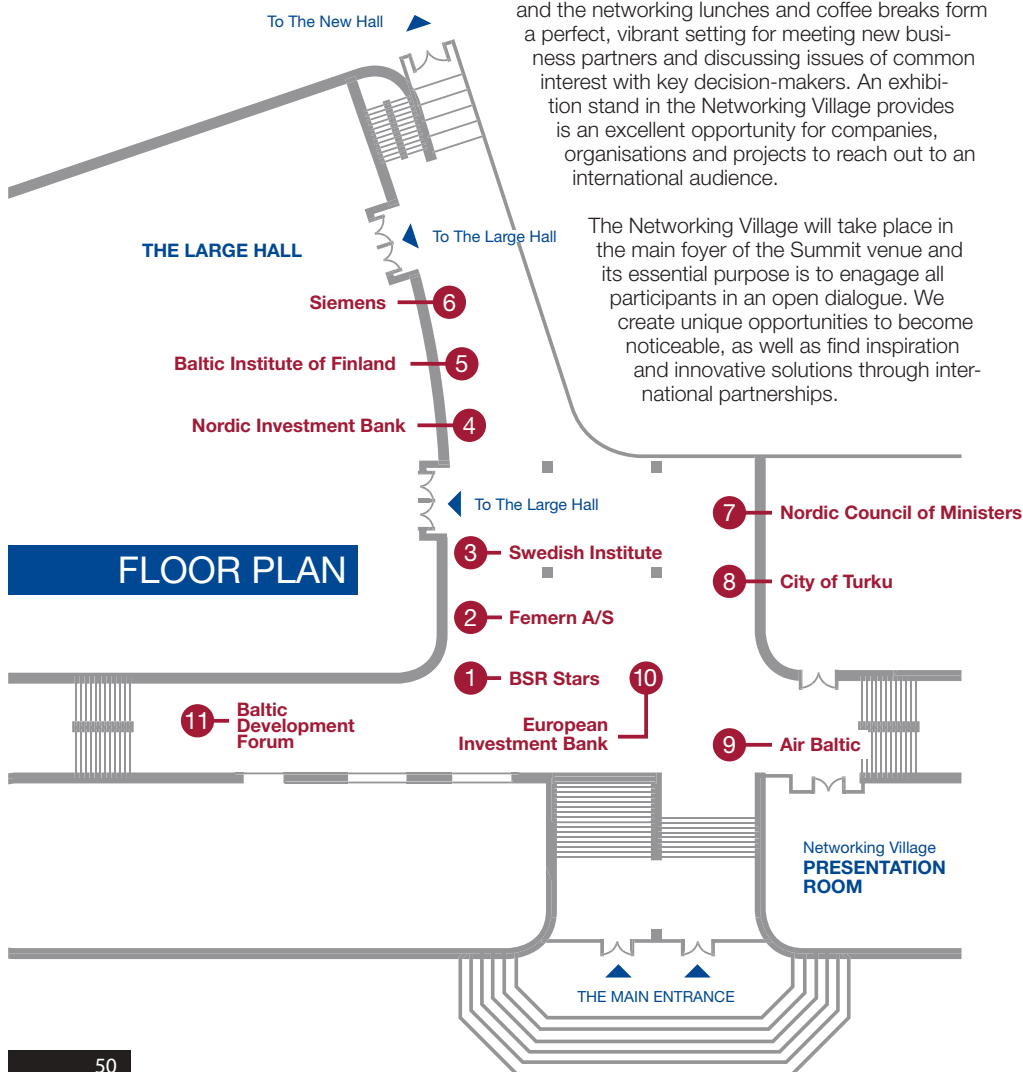 and the networking lunches and coffee breaks form
a perfect, vibrant setting for meeting new busi-
ness partners and discussing issues of common
interest with key decision-makers. An exhibi-
tion stand in the Networking Village provides
is an excellent opportunity for companies,
organisations and projects to reach out to an
international audience.
The Networking Village will take place in
the main foyer of the Summit venue and
its essential purpose is to enagage all
participants in an open dialogue. We
create unique opportunities to become
noticeable, as well as find inspiration
and innovative solutions through inter-
national partnerships.
To The New Hall
THE LARGE HALL
To The Large Hall
Siemens 6
Baltic Institute of Finland 5
Nordic Investment Bank 4
To The Large Hall
7 Nordic Council of Ministers
FLOOR PLAN
3 Swedish Institute
8 City of Turku
2 Femern A/S
1 BSR Stars
10
European
Investment Bank
11
Baltic
Development
Forum
9 Air Baltic
Networking Village
PRESENTATION
ROOM
THE MAIN ENTRANCE
50